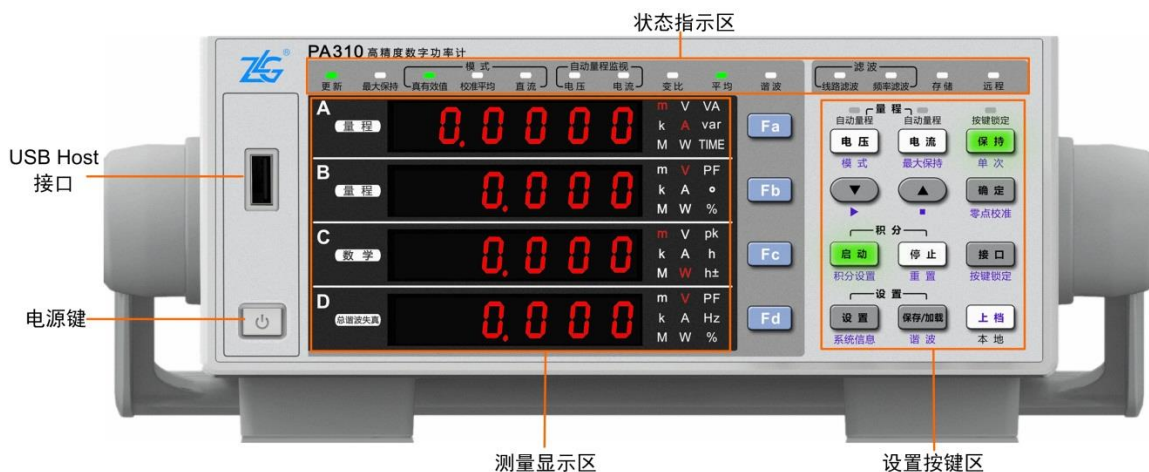 状态指示区
ZLG®
PA310 高精度数字功率计
模式 自动量程监视 滤波
更新 最大保持 真有效值 校准平均 直流 电压 电流 变比 平均 谐波 线路滤波 频率滤波 存储 远程
A 量程 0.0000 m V VA
k A var
M W TIME
Fa
B 量程 0.000 m V PF
k A °
M W %
Fb
C 数学 0.000 m V pk
k A h
M W h±
Fc
D 总谐波失真 0.000 m V PF
k A Hz
M W %
Fd
量程
自动量程 自动量程 按键锁定
电压 电流 保持
模式 最大保持 单次
▼ ▲ 确定
▶ ■ 零点校准
积分
启动 停止 接口
积分设置 重置 按键锁定
设置
设置 保存/加载 上档
系统信息 谐波 本地
USB Host
接口
电源键
测量显示区
设置按键区